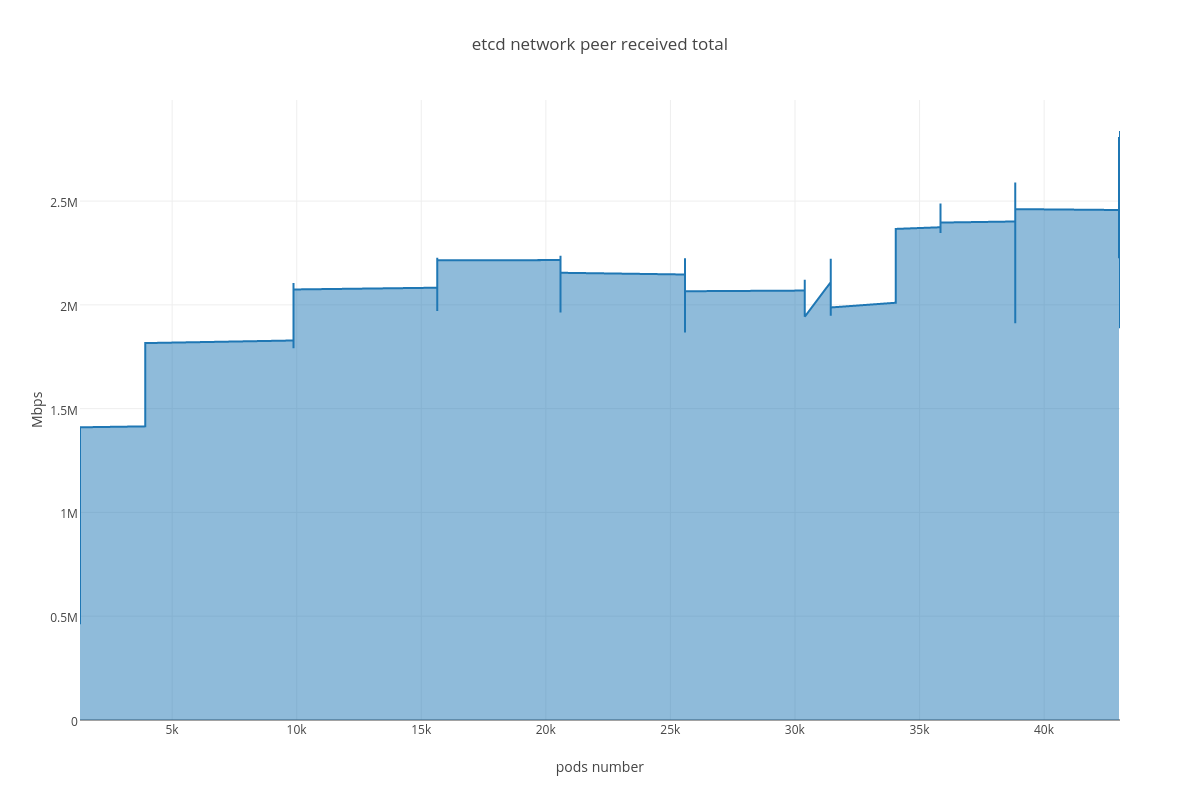 etcd network peer received total
Mbps
2.5M
2M
1.5M
1M
0.5M
0
5k 10k 15k 20k 25k 30k 35k 40k
pods number